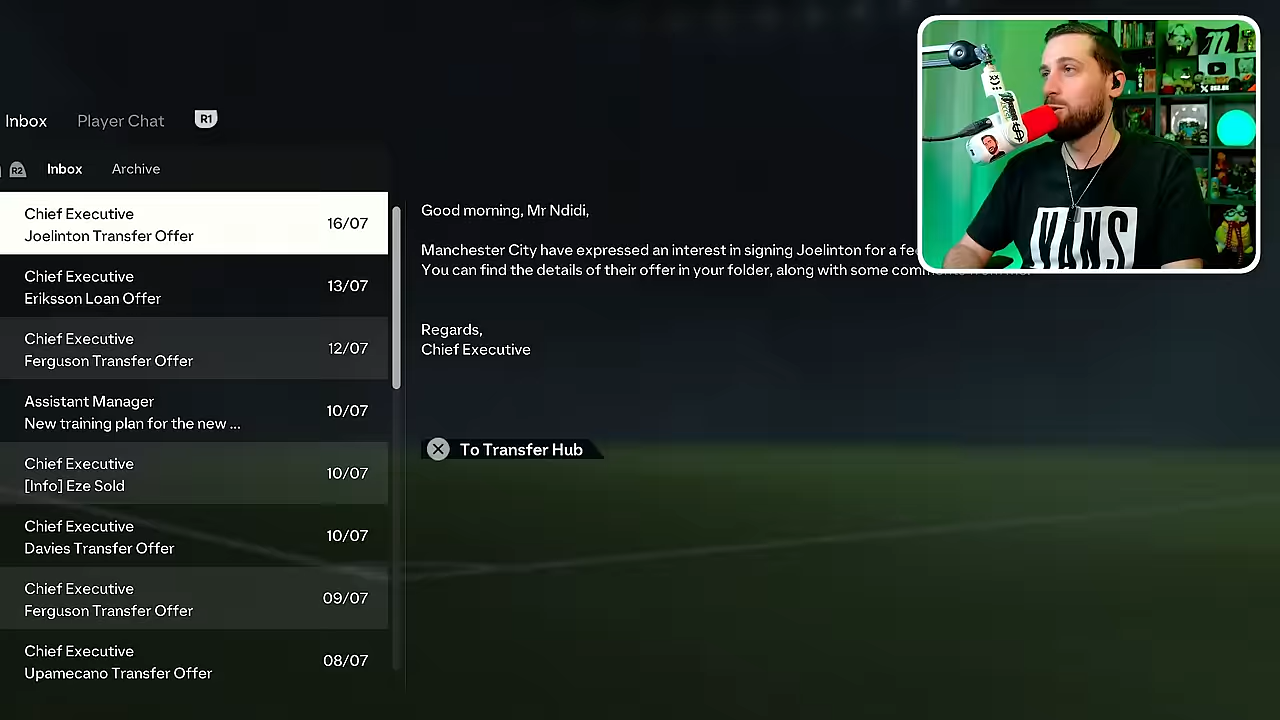 Inbox
Player Chat
R1
R2
Inbox
Archive
Chief Executive
Joelinton Transfer Offer
16/07
Chief Executive
Eriksson Loan Offer
13/07
Chief Executive
Ferguson Transfer Offer
12/07
Assistant Manager
New training plan for the new ...
10/07
Chief Executive
[Info] Eze Sold
10/07
Chief Executive
Davies Transfer Offer
10/07
Chief Executive
Ferguson Transfer Offer
09/07
Chief Executive
Upamecano Transfer Offer
08/07
Good morning, Mr Ndidi,
Manchester City have expressed an interest in signing Joelinton for a
You can find the details of their offer in your folder, along with some
Regards,
Chief Executive
To Transfer Hub
VANS